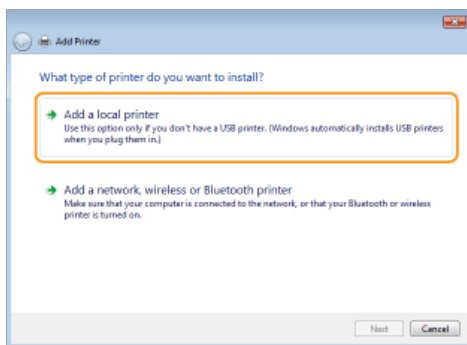 Add Printer
What type of printer do you want to install?
Add a local printer
Use this option only if you don't have a USB printer. (Windows automatically installs USB printers
when you plug them in.)
Add a network, wireless or Bluetooth printer
Make sure that your computer is connected to the network, or that your Bluetooth or wireless
printer is turned on.
Next
Cancel